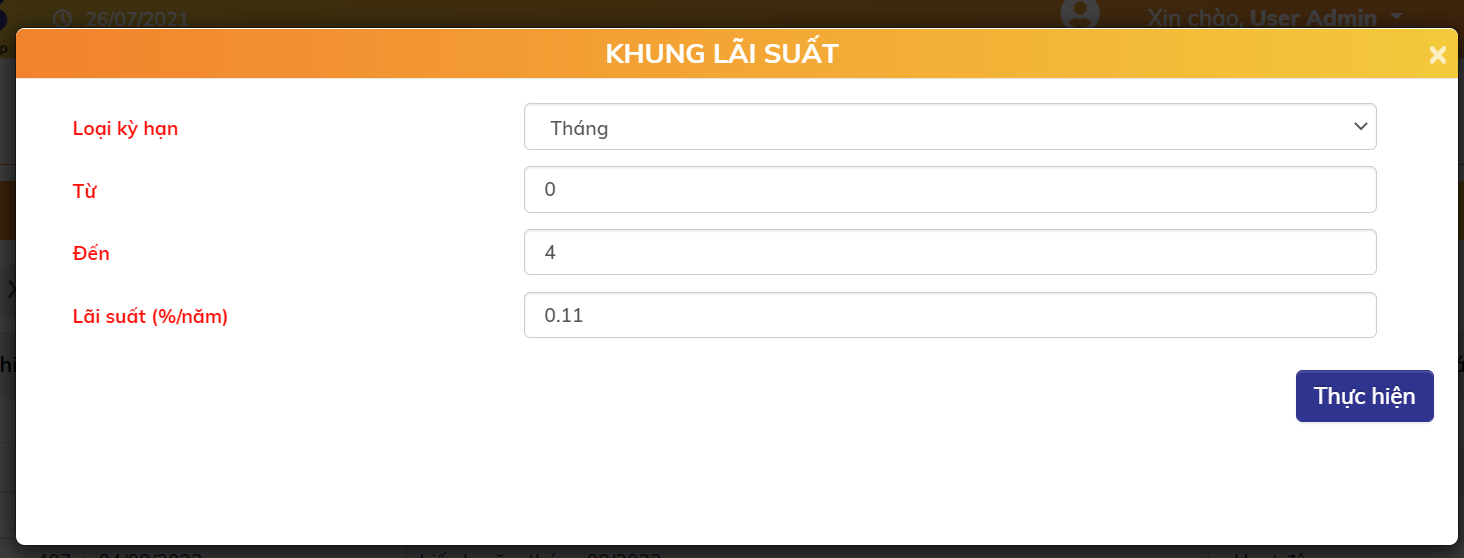 26/07/2021
Xin chào, User Admin
KHUNG LÃI SUẤT
×
Loại kỳ hạn
Tháng
Từ
0
Đến
4
Lãi suất (%/năm)
0.11
Thực hiện